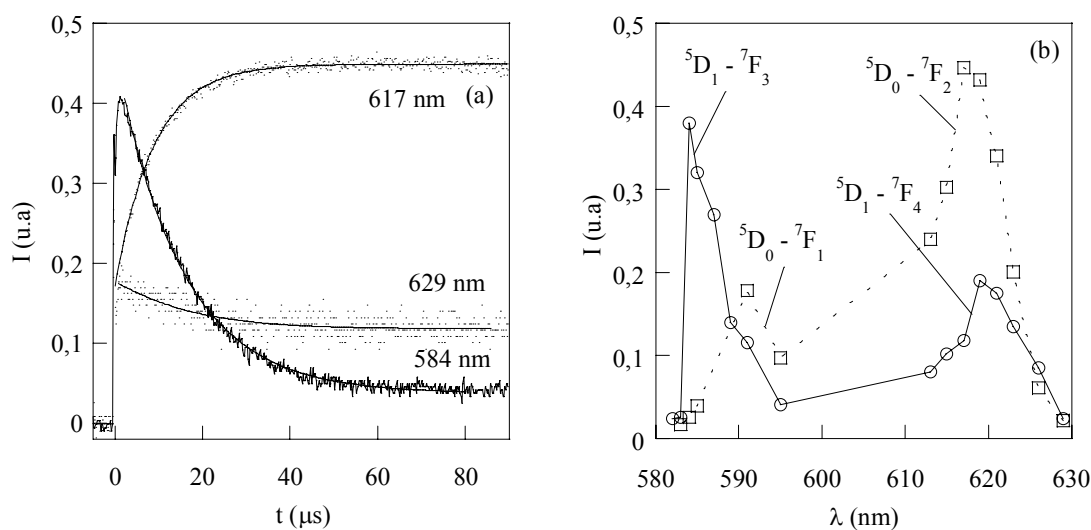 0,5
0,4
0,3
0,2
0,1
0
I (u.a)
617 nm
(a)
629 nm
584 nm
0
20
40
60
80
t (μs)
0,5
0,4
0,3
0,2
0,1
0
I (u.a)
(b)
⁵D₁ - ⁷F₃
⁵D₀ - ⁷F₂
⁵D₁ - ⁷F₄
⁵D₀ - ⁷F₁
580
590
600
610
620
630
λ (nm)